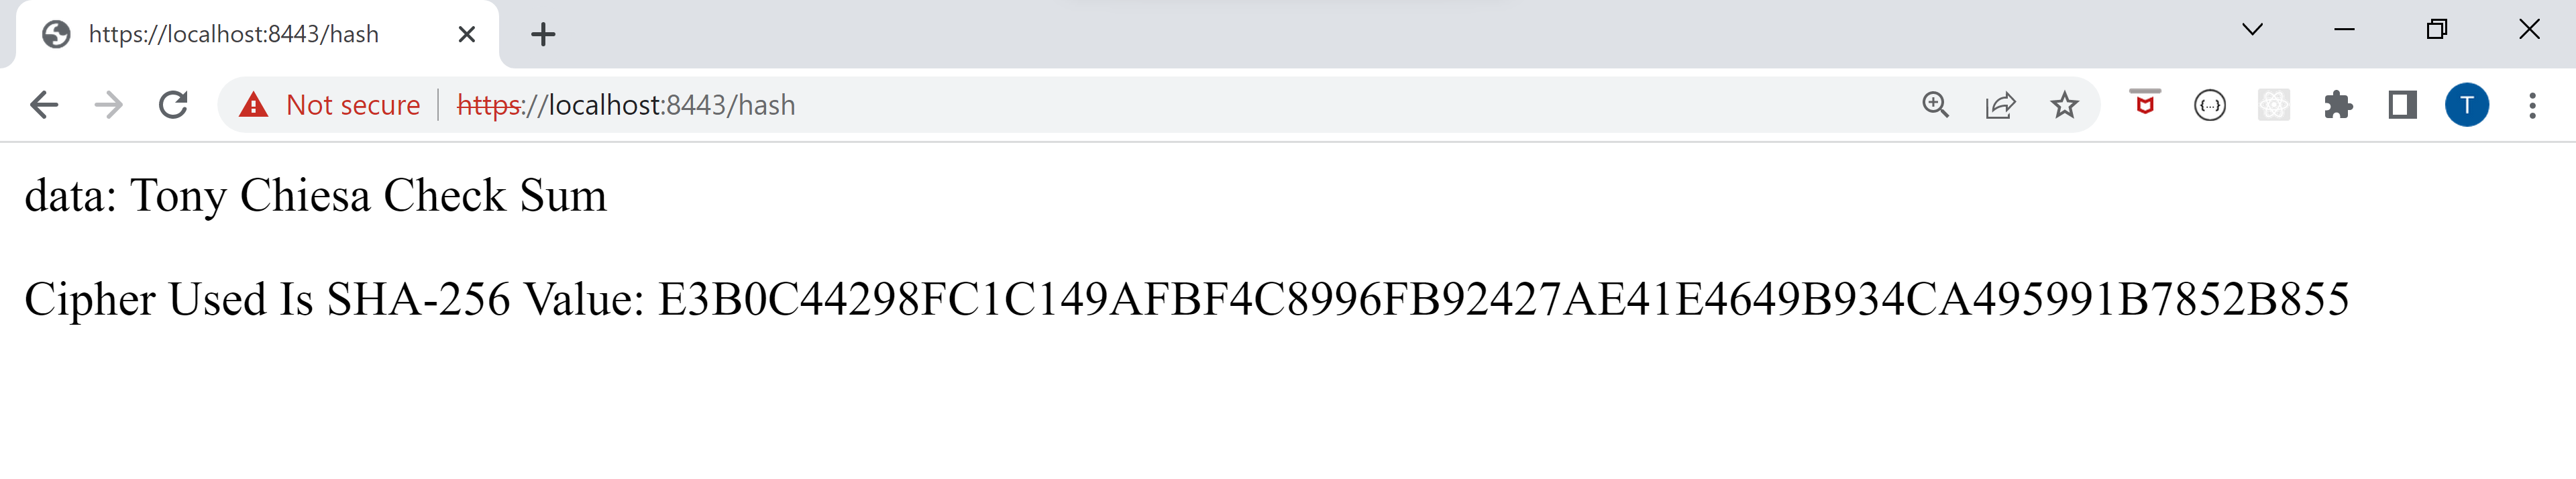 https://localhost:8443/hash
Not secure https://localhost:8443/hash
T
data: Tony Chiesa Check Sum
Cipher Used Is SHA-256 Value: E3B0C44298FC1C149AFBF4C8996FB92427AE41E4649B934CA495991B7852B855